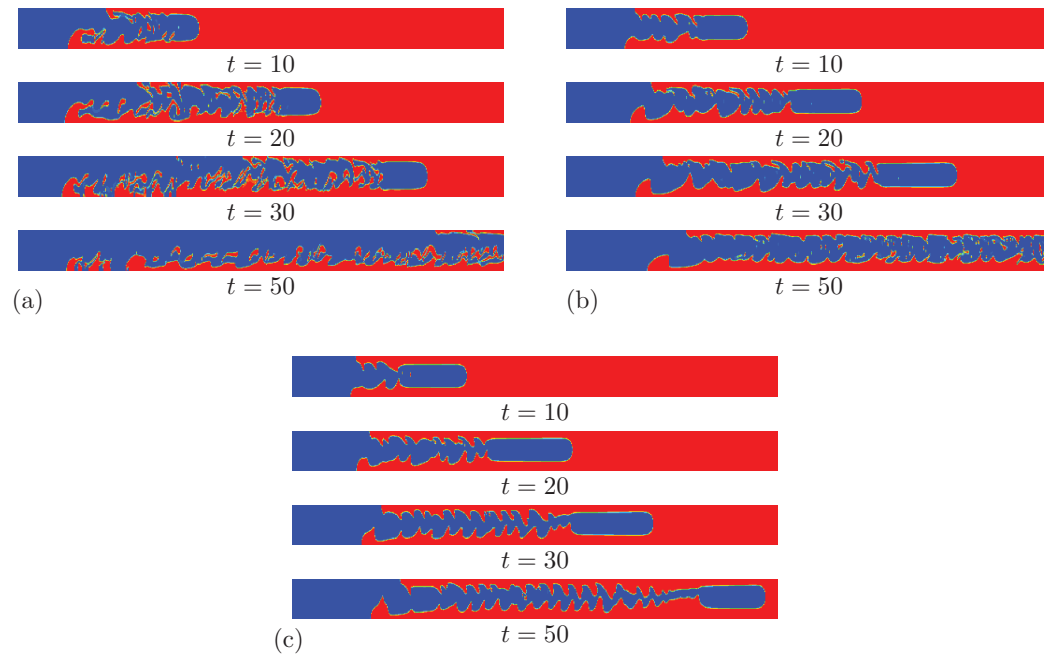 t = 10
t = 10
t = 20
t = 20
t = 30
t = 30
t = 50
t = 50
(a)
(b)
t = 10
t = 20
t = 30
t = 50
(c)